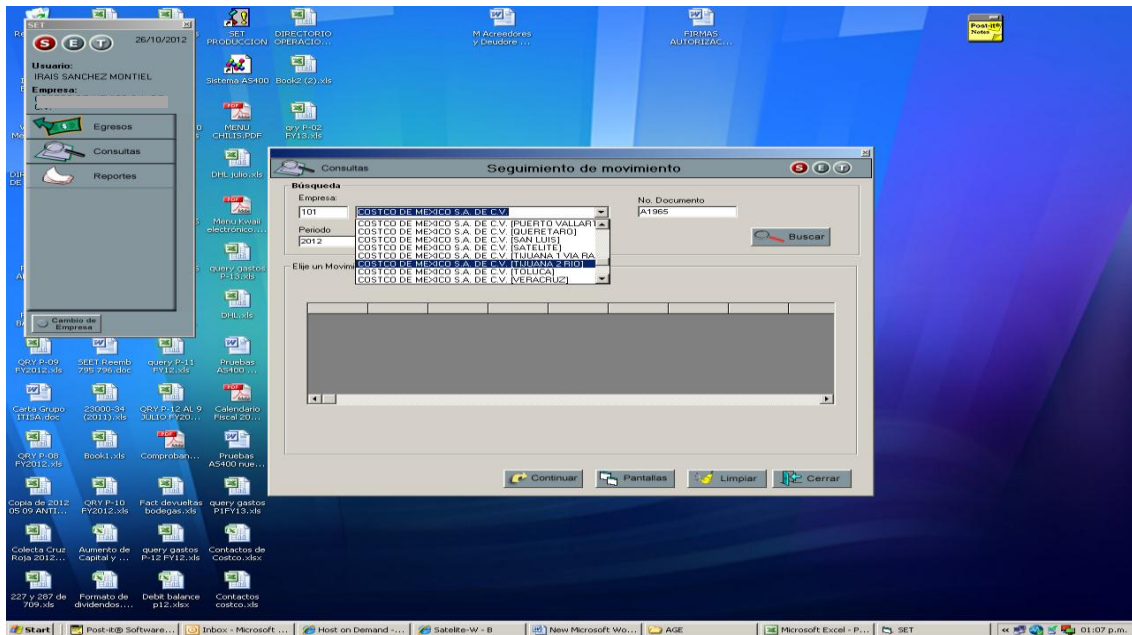 SET
S E T
26/10/2012
Usuario:
IRAIS SANCHEZ MONTIEL
Empresa:
Egresos
Consultas
Reportes
Cambio de
Empresa
SET
PRODUCCION
DIRECTORIO
OPERACIO...
M Acreedores
y Deudore ...
FIRMAS
AUTORIZAC...
Post-it®
Notes
Sistema AS400
Book2 (2).xls
MENU
CHILIS.PDF
qry P-02
FY13.xls
DHL julio.xls
Menu Kwali
electronico....
query gastos
P-13.xls
DHL.xls
Consultas
Seguimiento de movimiento
S E T
Búsqueda
Empresa:
101
COSTCO DE MEXICO S.A. DE C.V.
No. Documento
A1965
Periodo
2012
Buscar
COSTCO DE MEXICO S.A. DE C.V. [PUERTO VALLART
COSTCO DE MEXICO S.A. DE C.V. [QUERETARO]
COSTCO DE MEXICO S.A. DE C.V. [SAN LUIS]
COSTCO DE MEXICO S.A. DE C.V. [SATELITE]
COSTCO DE MEXICO S.A. DE C.V. [TIJUANA 1 VIA RA
COSTCO DE MEXICO S.A. DE C.V. [TIJUANA 2 RIO]
COSTCO DE MEXICO S.A. DE C.V. [TOLUCA]
COSTCO DE MEXICO S.A. DE C.V. [VERACRUZ]
Elije un Movimi
Continuar
Pantallas
Limpiar
Cerrar
QRY P-09
FY2012.xls
SEET Reemb
795 796.doc
query P-11
FY12.xls
Pruebas
AS400 ...
Carta Grupo
ITISA.doc
23000-34
(2011).xls
QRY P-12 AL 9
JULIO FY20...
Calendario
Fiscal 20...
QRY P-08
FY2012.xls
Book1.xls
Comproban...
Pruebas
AS400 nue...
Copia de 2012
05 09 ANTI...
QRY P-10
FY2012.xls
Fact devueltas
bodegas.xls
query gastos
P1FY13.xls
Colecta Cruz
Roja 2012...
Aumento de
Capital y ...
query gastos
P-12 FY12.xls
Contactos de
Costco.xlsx
227 y 287 de
709.xls
Formato de
dividendos....
Debit balance
p12.xlsx
Contactos
costco.xls
Start
Post-it® Software...
Inbox - Microsoft ...
Host on Demand -...
Satelite-W - B
New Microsoft Wo...
AGE
Microsoft Excel - P...
SET
01:07 p.m.